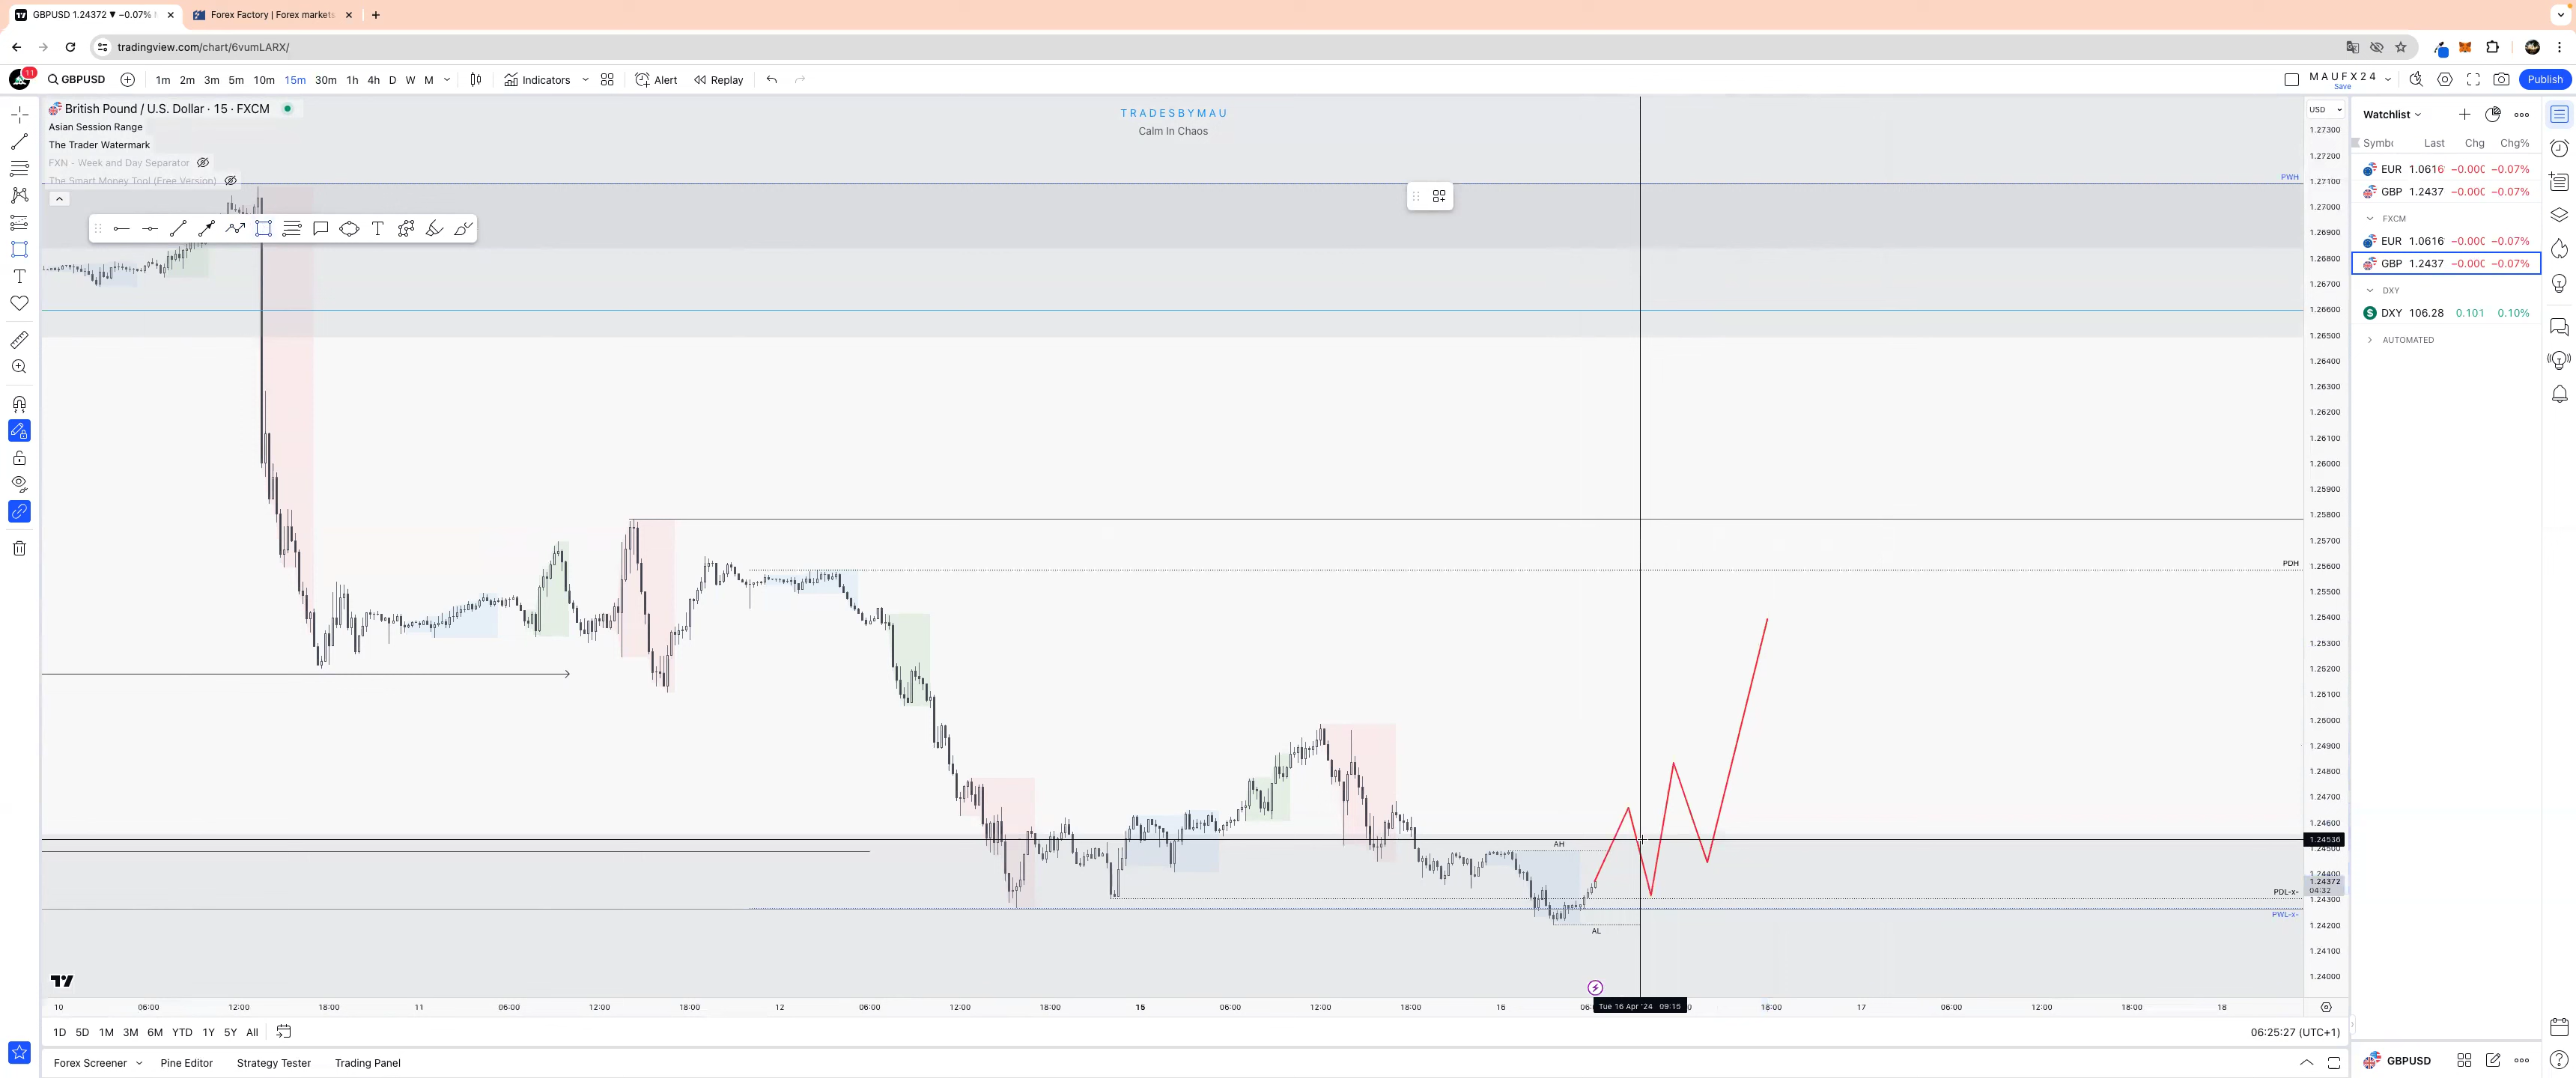 GBPUSD 1.24372 ▼ −0.07%
Forex Factory | Forex markets
tradingview.com/chart/6vumLARX/
11
GBPUSD
1m 2m 3m 5m 10m 15m 30m 1h 4h D W M
Indicators
Alert
Replay
MAUFX24
Save
Publish
British Pound / U.S. Dollar · 15 · FXCM
Asian Session Range
The Trader Watermark
FXN - Week and Day Separator
The Smart Money Tool (Free Version)
TRADESBYMAU
Calm In Chaos
USD
1.27300
1.27200
1.27100
1.27000
1.26900
1.26800
1.26700
1.26600
1.26500
1.26400
1.26300
1.26200
1.26100
1.26000
1.25900
1.25800
1.25700
1.25600
1.25500
1.25400
1.25300
1.25200
1.25100
1.25000
1.24900
1.24800
1.24700
1.24600
1.24536
1.24500
1.24400
1.24372
04:32
1.24300
1.24200
1.24100
1.24000
PWH
PDH
AH
PDL-x-
PWL-x-
AL
10 06:00 12:00 18:00 11 06:00 12:00 18:00 12 06:00 12:00 18:00 15 06:00 12:00 18:00 16 Tue 16 Apr '24 09:15 18:00 17 06:00 12:00 18:00 18
1D 5D 1M 3M 6M YTD 1Y 5Y All
06:25:27 (UTC+1)
Forex Screener
Pine Editor
Strategy Tester
Trading Panel
Watchlist
Last Chg Chg%
EUR 1.0616 −0.07%
GBP 1.2437 −0.07%
FXCM
EUR 1.0616 −0.07%
GBP 1.2437 −0.07%
DXY
DXY 106.28 0.101 0.10%
AUTOMATED
GBPUSD